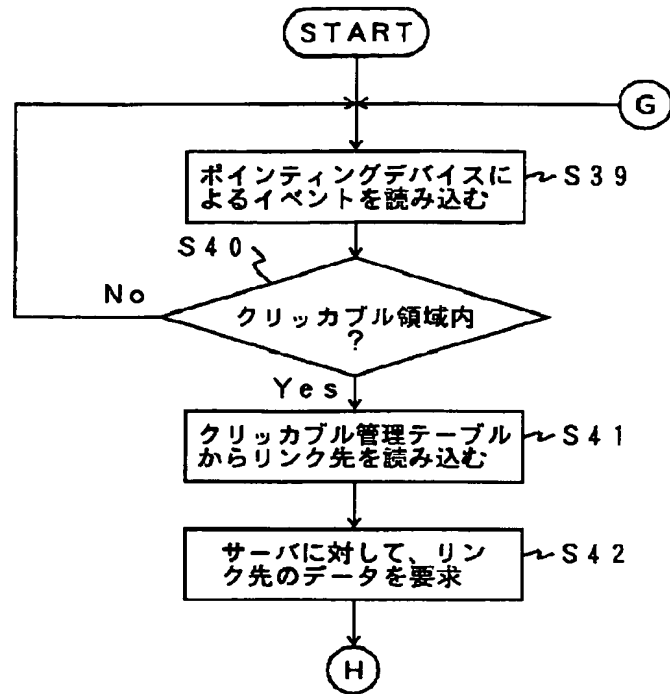 START
G
ポインティングデバイスに
よるイベントを読み込む
S39
S40
クリッカブル領域内
?
No
Yes
クリッカブル管理テーブル
からリンク先を読み込む
S41
サーバに対して、リン
ク先のデータを要求
S42
H